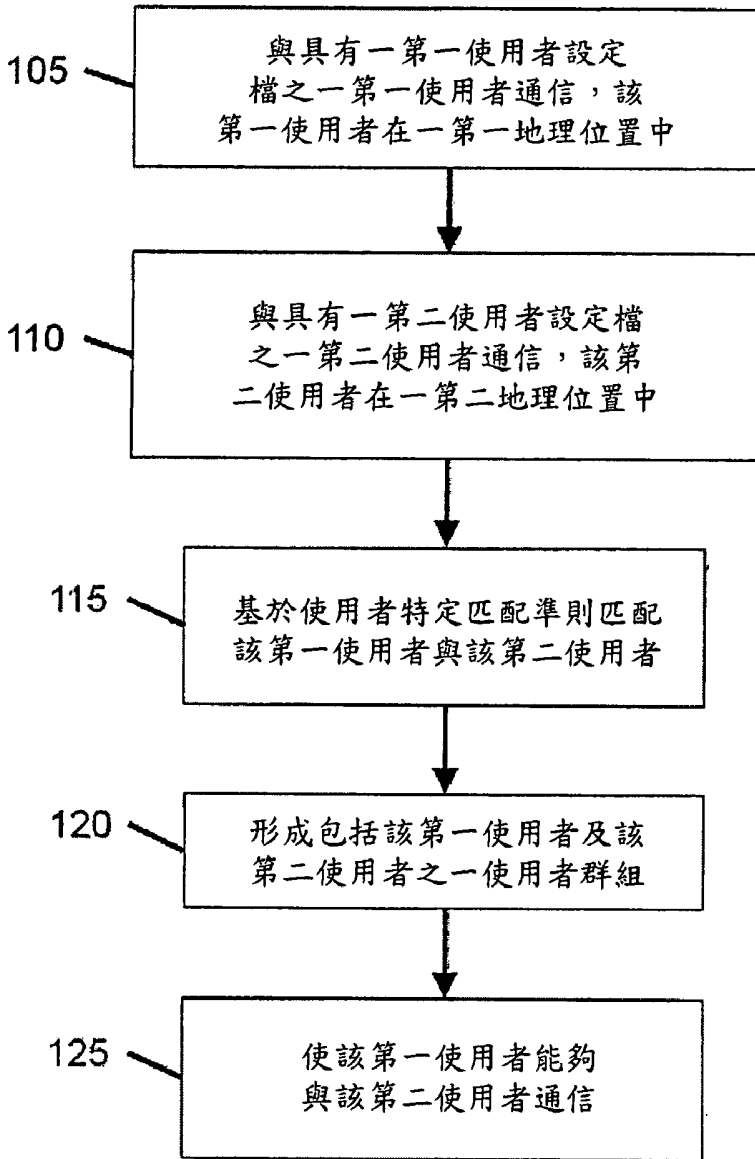 105
與具有一第一使用者設定
檔之一第一使用者通信，該
第一使用者在一第一地理位置中
110
與具有一第二使用者設定檔
之一第二使用者通信，該第
二使用者在一第二地理位置中
115
基於使用者特定匹配準則匹配
該第一使用者與該第二使用者
120
形成包括該第一使用者及該
第二使用者之一使用者群組
125
使該第一使用者能夠
與該第二使用者通信